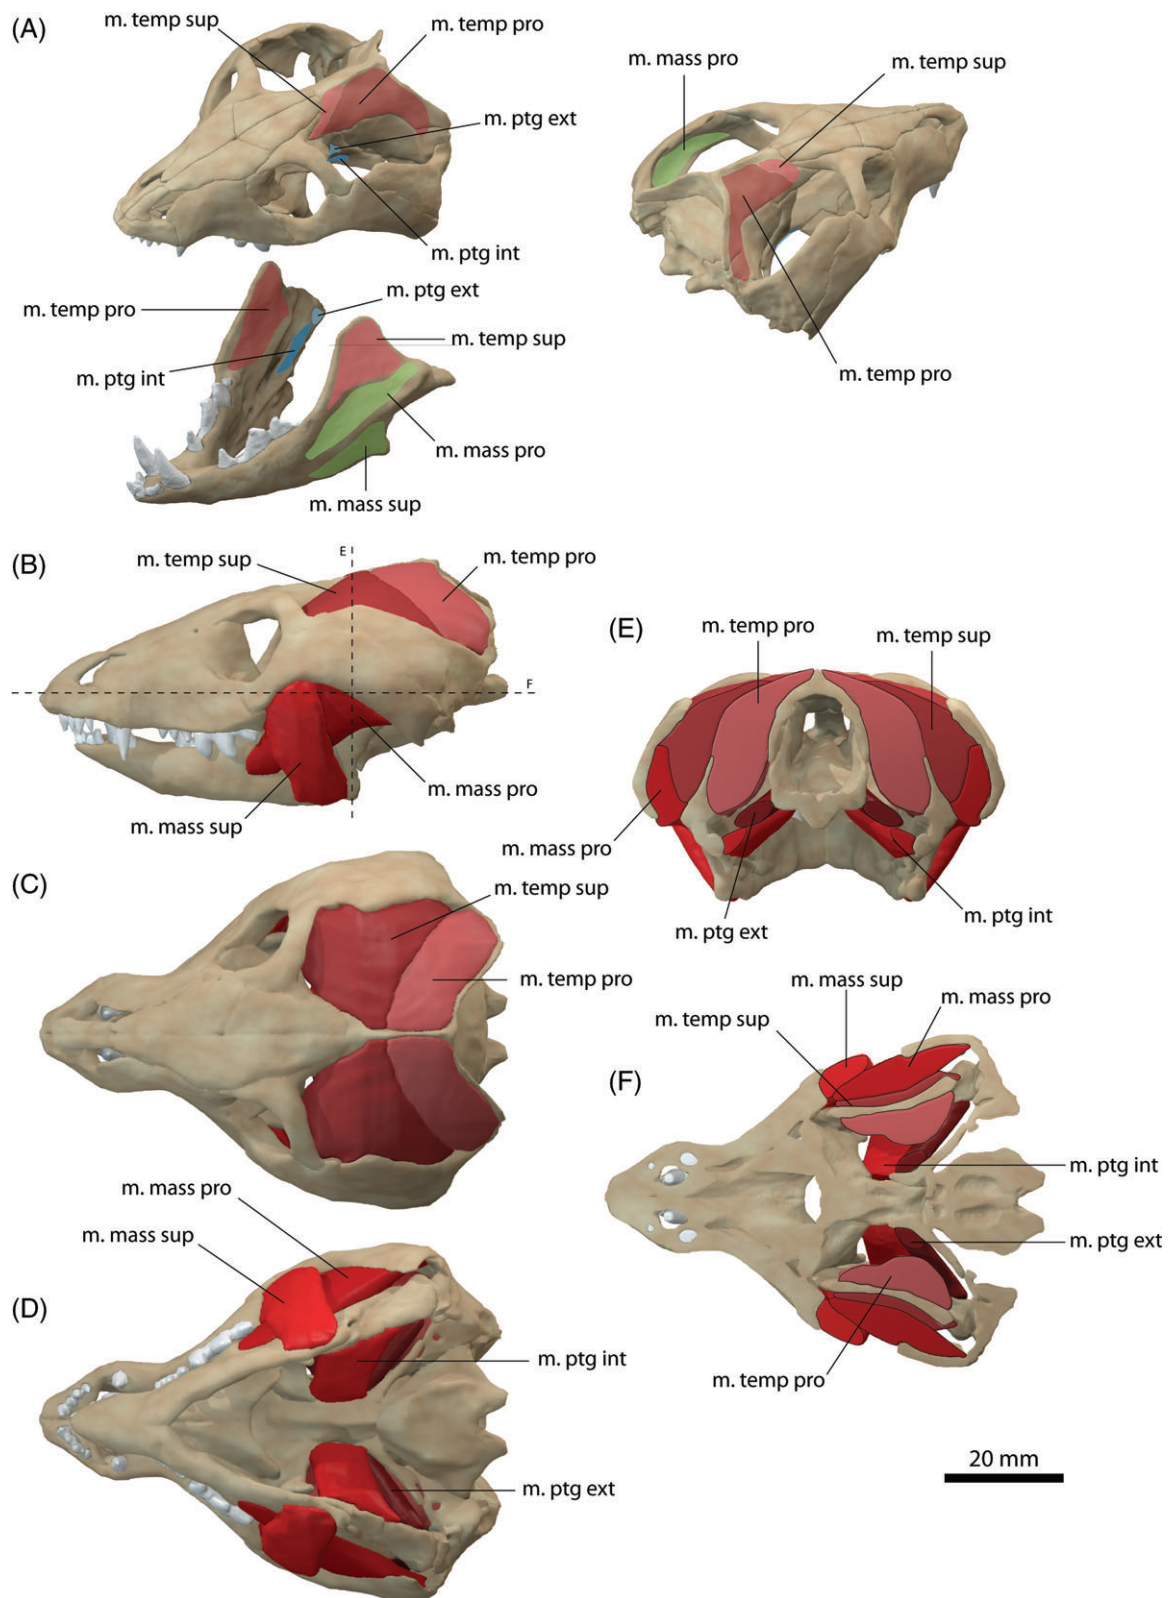 (A)
m. temp sup
m. temp pro
m. ptg ext
m. ptg int
m. mass pro
m. temp sup
m. temp pro
m. temp pro
m. ptg ext
m. temp sup
m. ptg int
m. mass pro
m. mass sup
(B)
m. temp sup
E
m. temp pro
F
m. mass pro
m. mass sup
(C)
m. temp sup
m. temp pro
(D)
m. mass pro
m. mass sup
m. ptg int
m. ptg ext
(E)
m. temp pro
m. temp sup
m. mass pro
m. ptg ext
m. ptg int
(F)
m. mass sup
m. mass pro
m. temp sup
m. ptg int
m. ptg ext
m. temp pro
20 mm